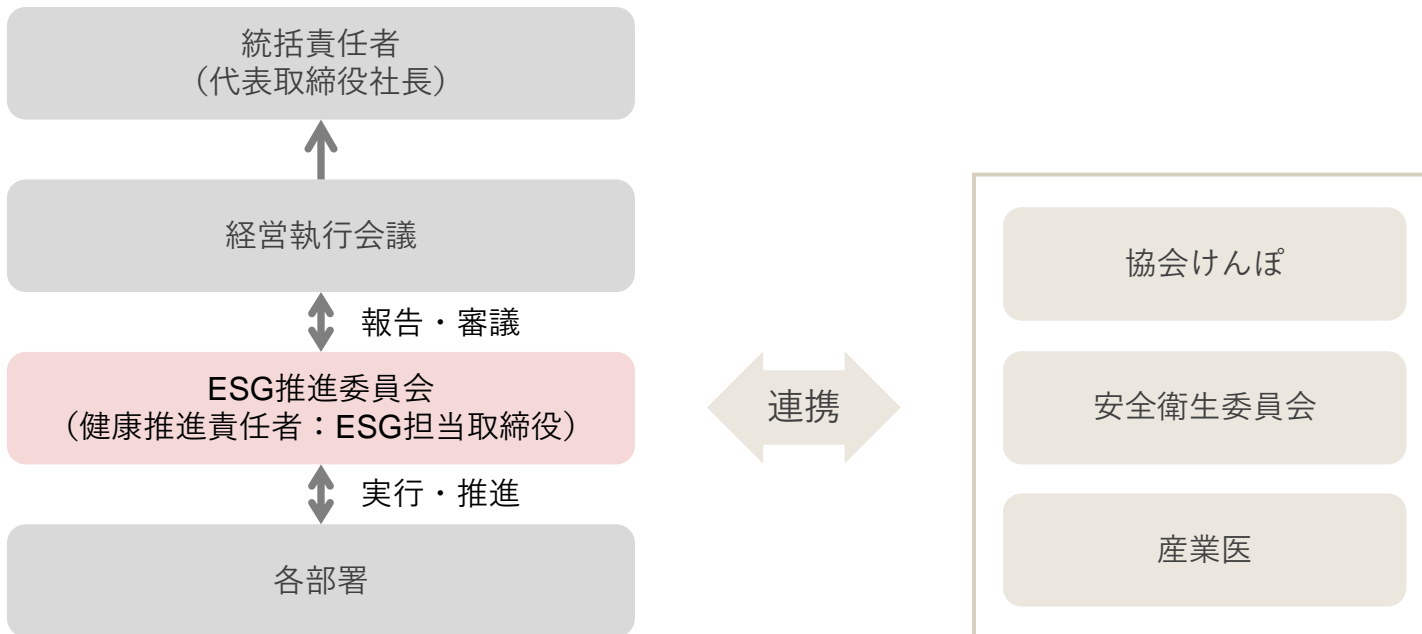 統括責任者
（代表取締役社長）
経営執行会議
報告・審議
ESG推進委員会
（健康推進責任者：ESG担当取締役）
実行・推進
各部署
連携
協会けんぽ
安全衛生委員会
産業医